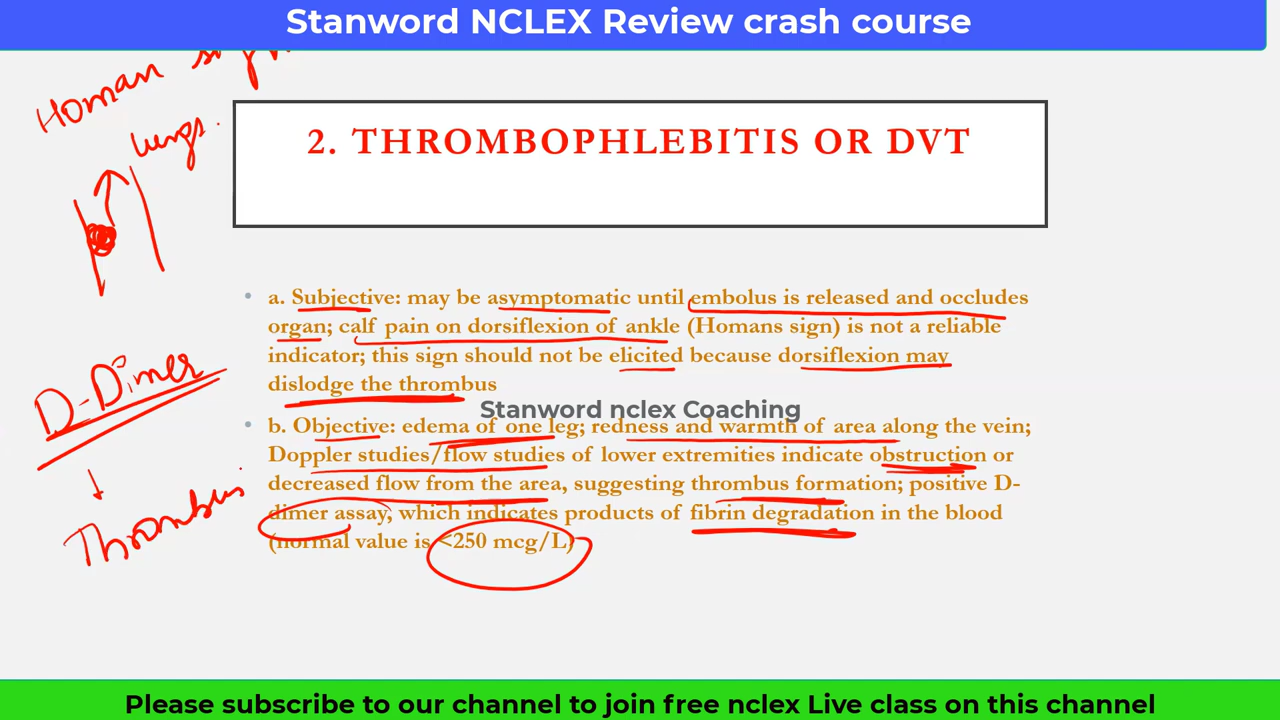 Stanword NCLEX Review crash course
Homan
lungs.
2. THROMBOPHLEBITIS OR DVT
• a. Subjective: may be asymptomatic until embolus is released and occludes
organ; calf pain on dorsiflexion of ankle (Homans sign) is not a reliable
indicator; this sign should not be elicited because dorsiflexion may
dislodge the thrombus
D-Dimer
Stanword nclex Coaching
• b. Objective: edema of one leg; redness and warmth of area along the vein;
Doppler studies/flow studies of lower extremities indicate obstruction or
decreased flow from the area, suggesting thrombus formation; positive D-
dimer assay, which indicates products of fibrin degradation in the blood
(normal value is <250 mcg/L)
Thrombus
Please subscribe to our channel to join free nclex Live class on this channel